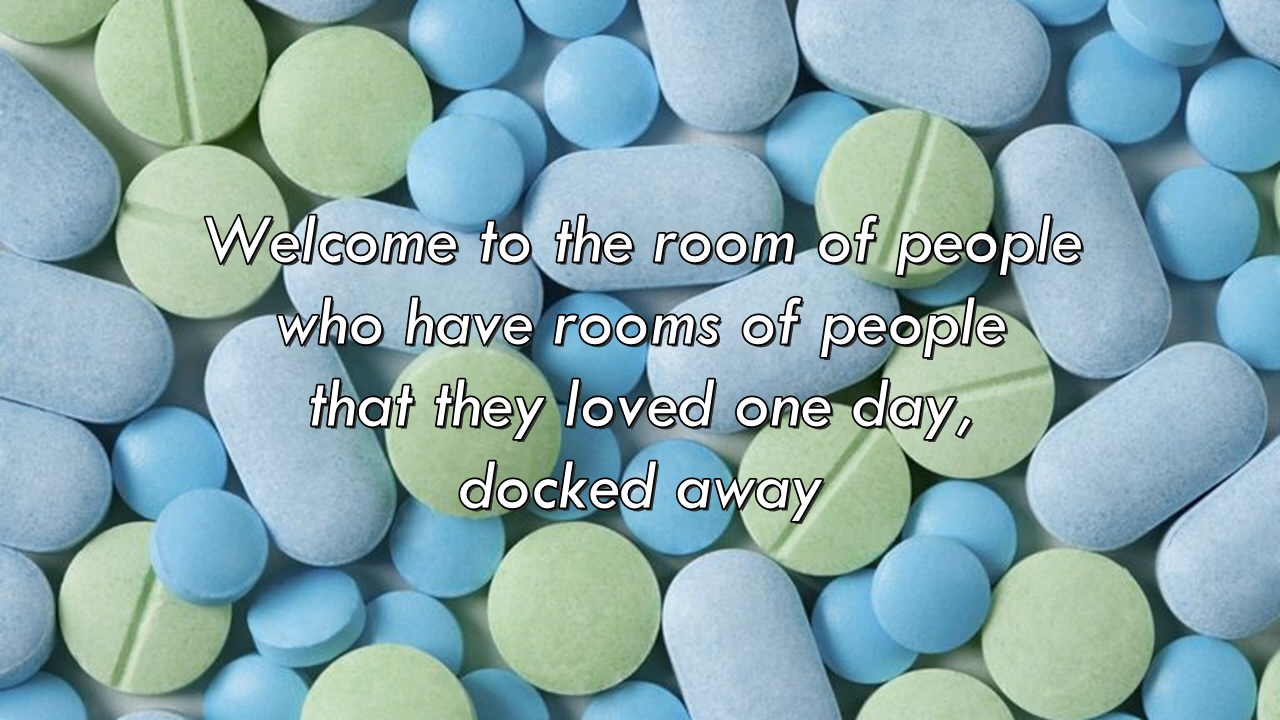 Welcome to the room of people
who have rooms of people
that they loved one day,
docked away